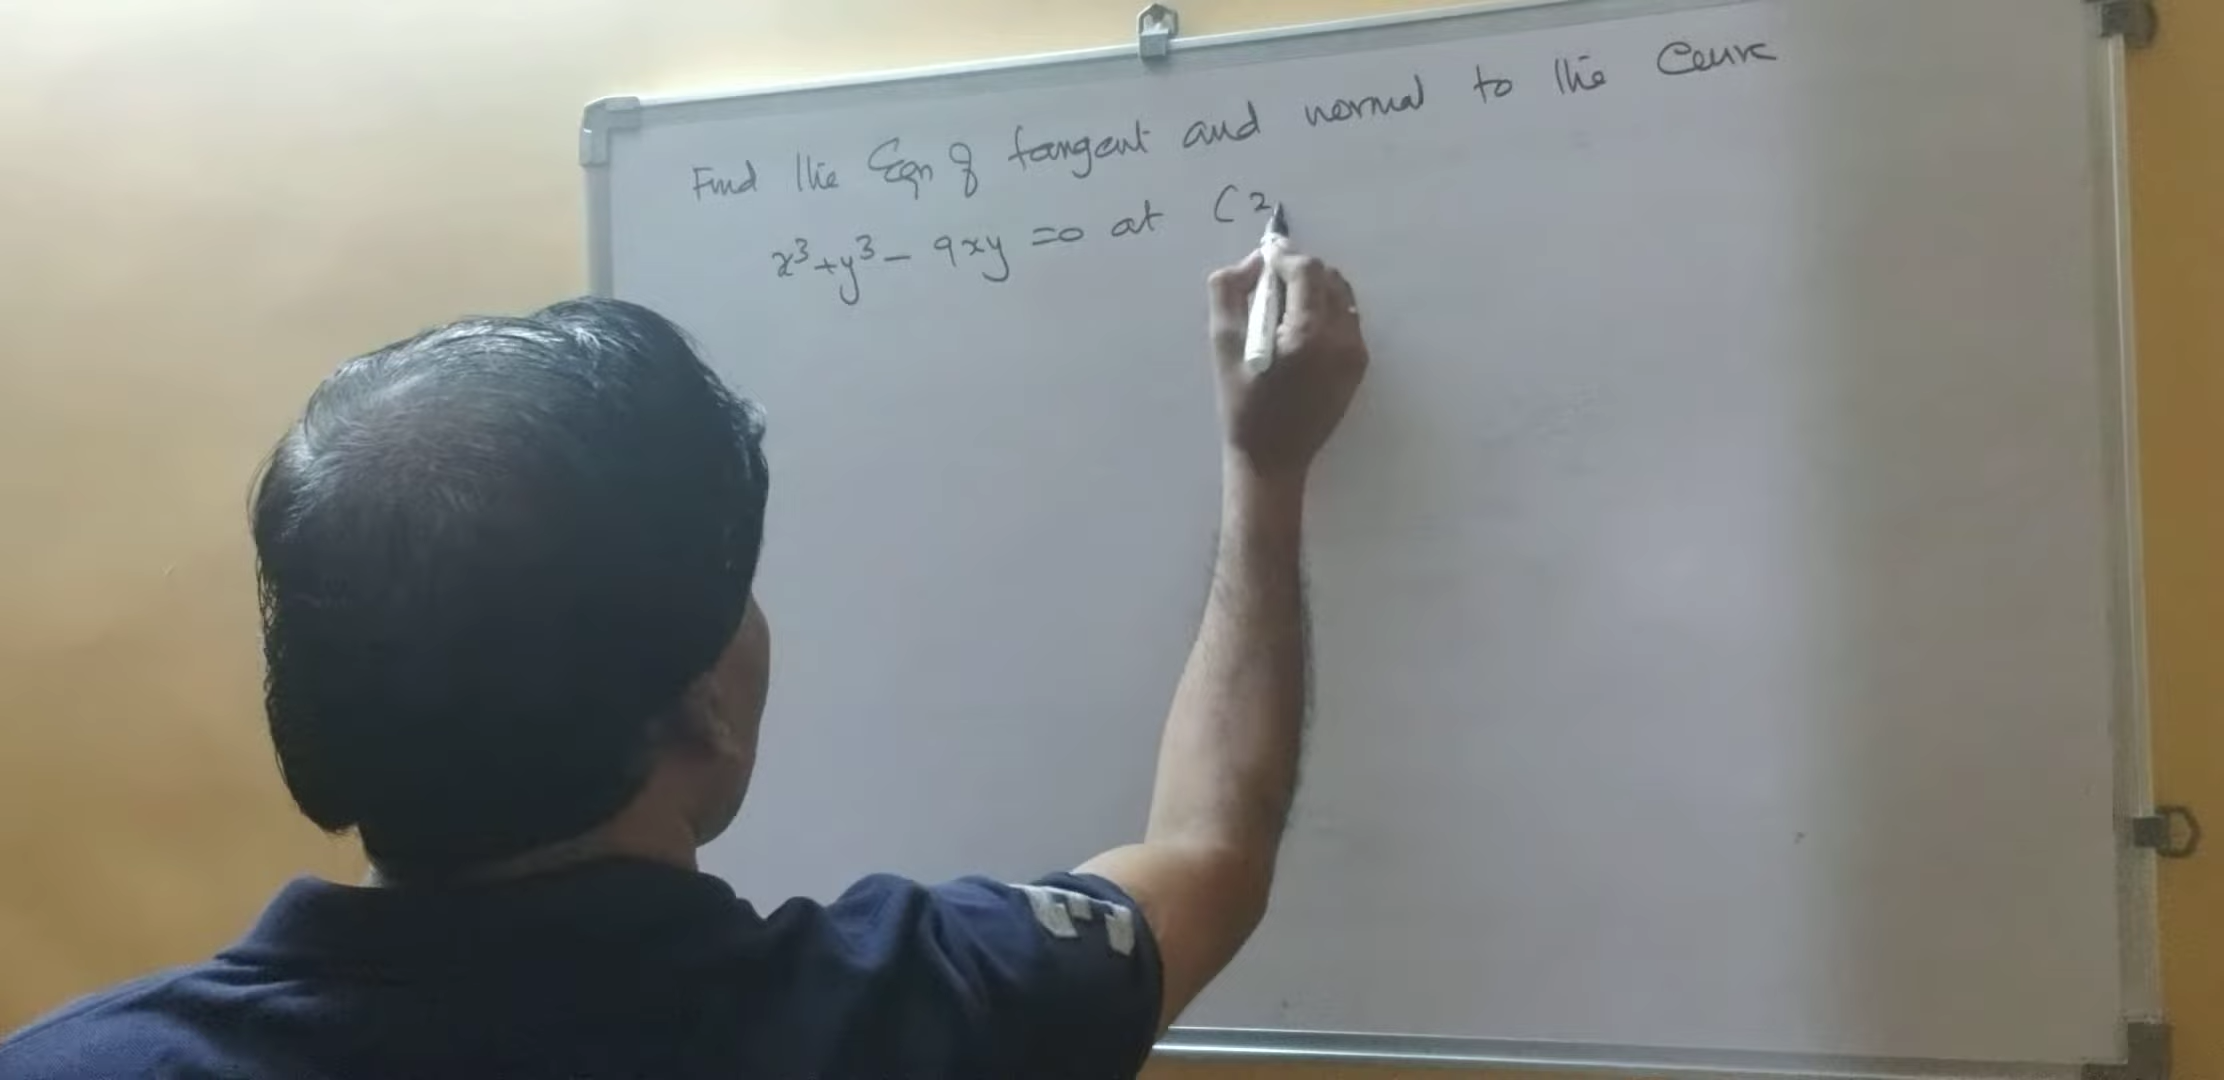 Find the Eqn of tangent and normal to the Curve
x³+y³- 9xy =0 at (2,